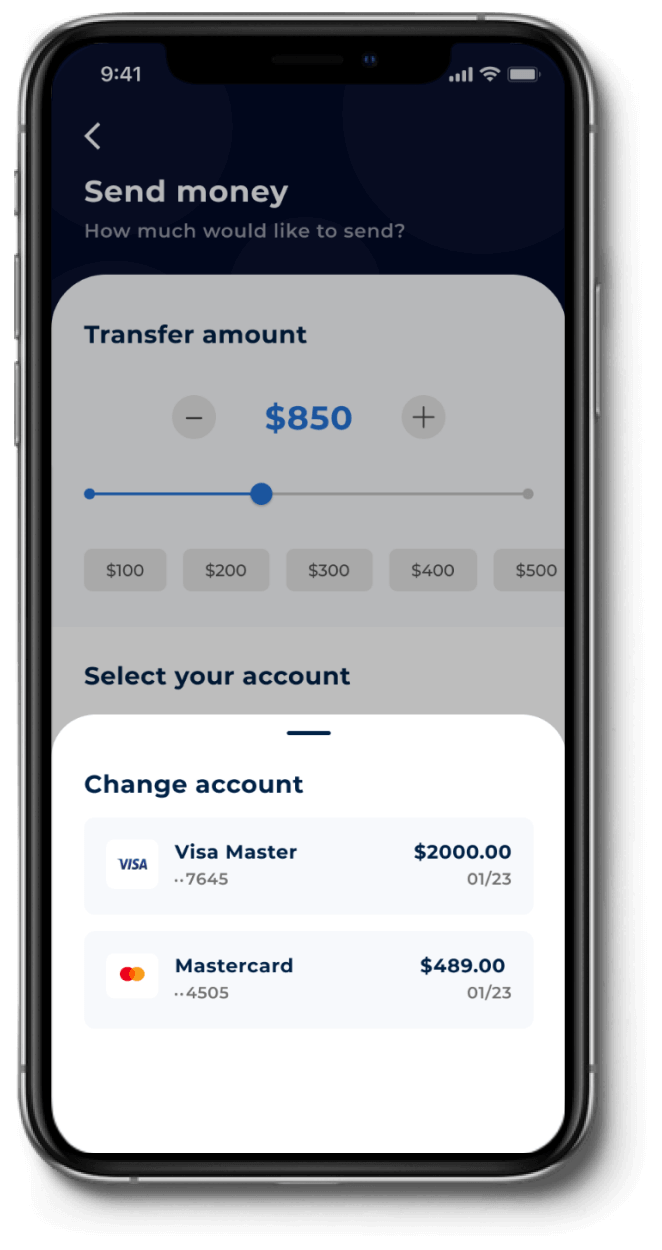 9:41
Send money
How much would like to send?
Transfer amount
− $850 +
$100 $200 $300 $400 $500
Select your account
Change account
VISA Visa Master $2000.00
··7645 01/23
Mastercard $489.00
··4505 01/23